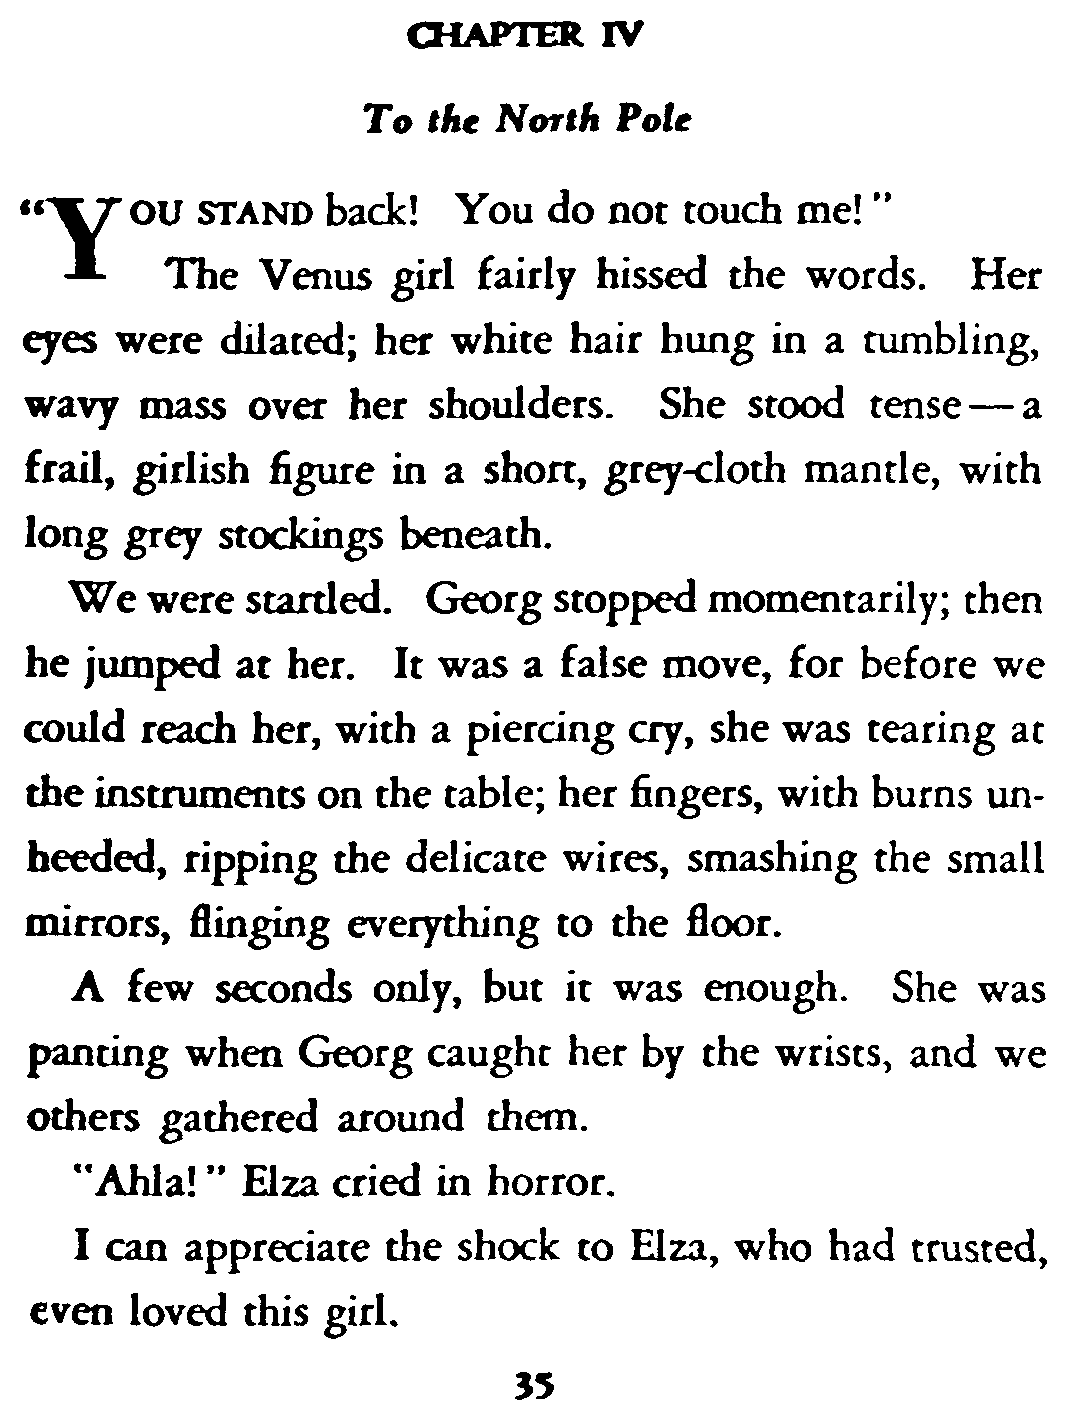 CHAPTER IV
To the North Pole
“YOU STAND back! You do not touch me!”
The Venus girl fairly hissed the words. Her
eyes were dilated; her white hair hung in a tumbling,
wavy mass over her shoulders. She stood tense—a
frail, girlish figure in a short, grey-cloth mantle, with
long grey stockings beneath.
We were startled. Georg stopped momentarily; then
he jumped at her. It was a false move, for before we
could reach her, with a piercing cry, she was tearing at
the instruments on the table; her fingers, with burns un-
heeded, ripping the delicate wires, smashing the small
mirrors, flinging everything to the floor.
A few seconds only, but it was enough. She was
panting when Georg caught her by the wrists, and we
others gathered around them.
“Ahla!” Elza cried in horror.
I can appreciate the shock to Elza, who had trusted,
even loved this girl.
35